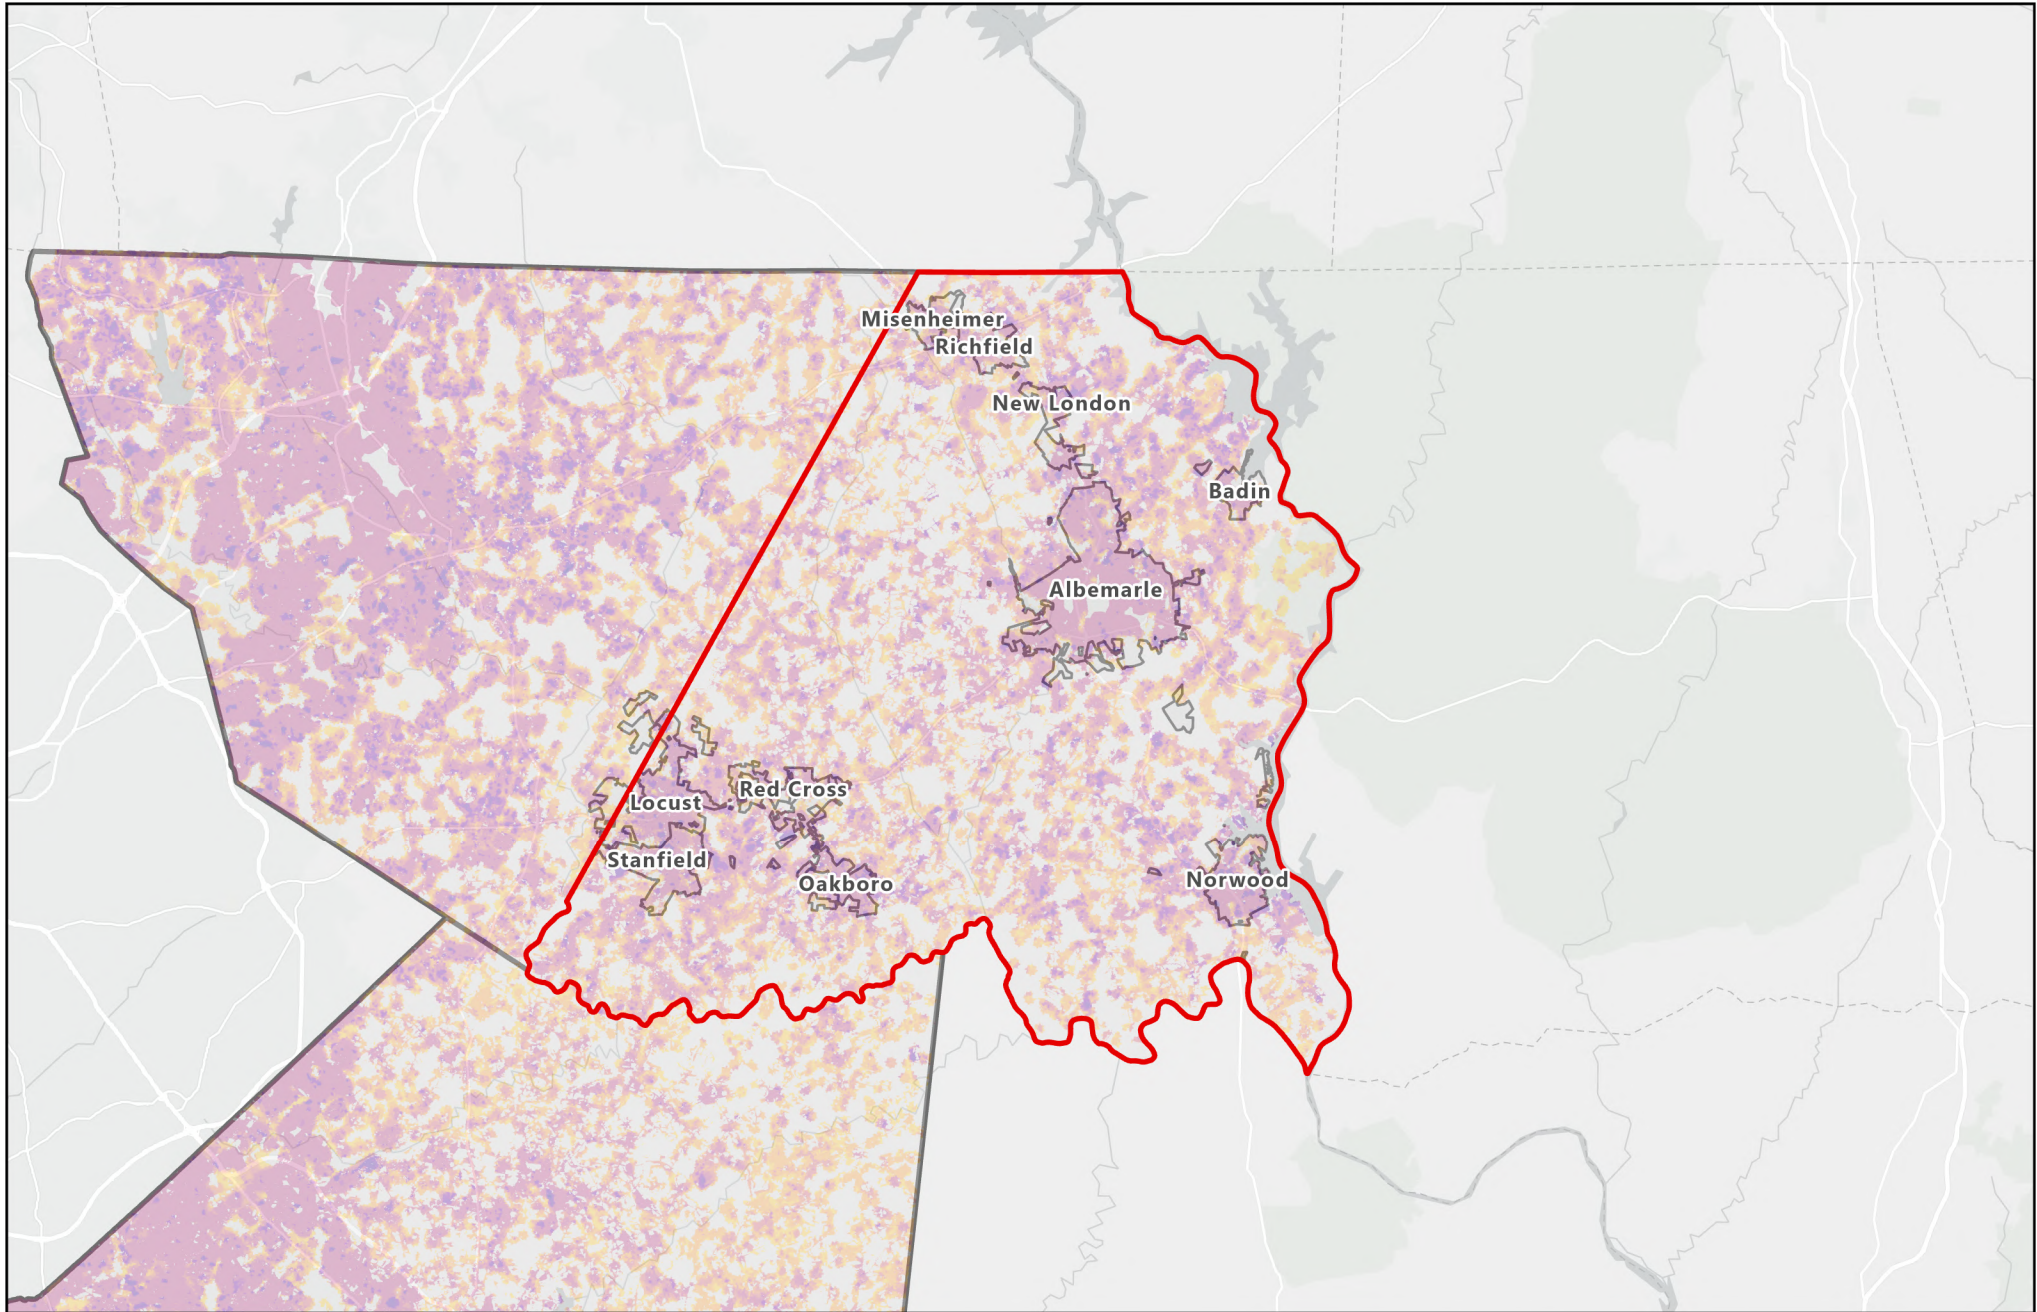 Misenheimer
Richfield
New London
Badin
Albemarle
Red Cross
Locust
Stanfield
Oakboro
Norwood